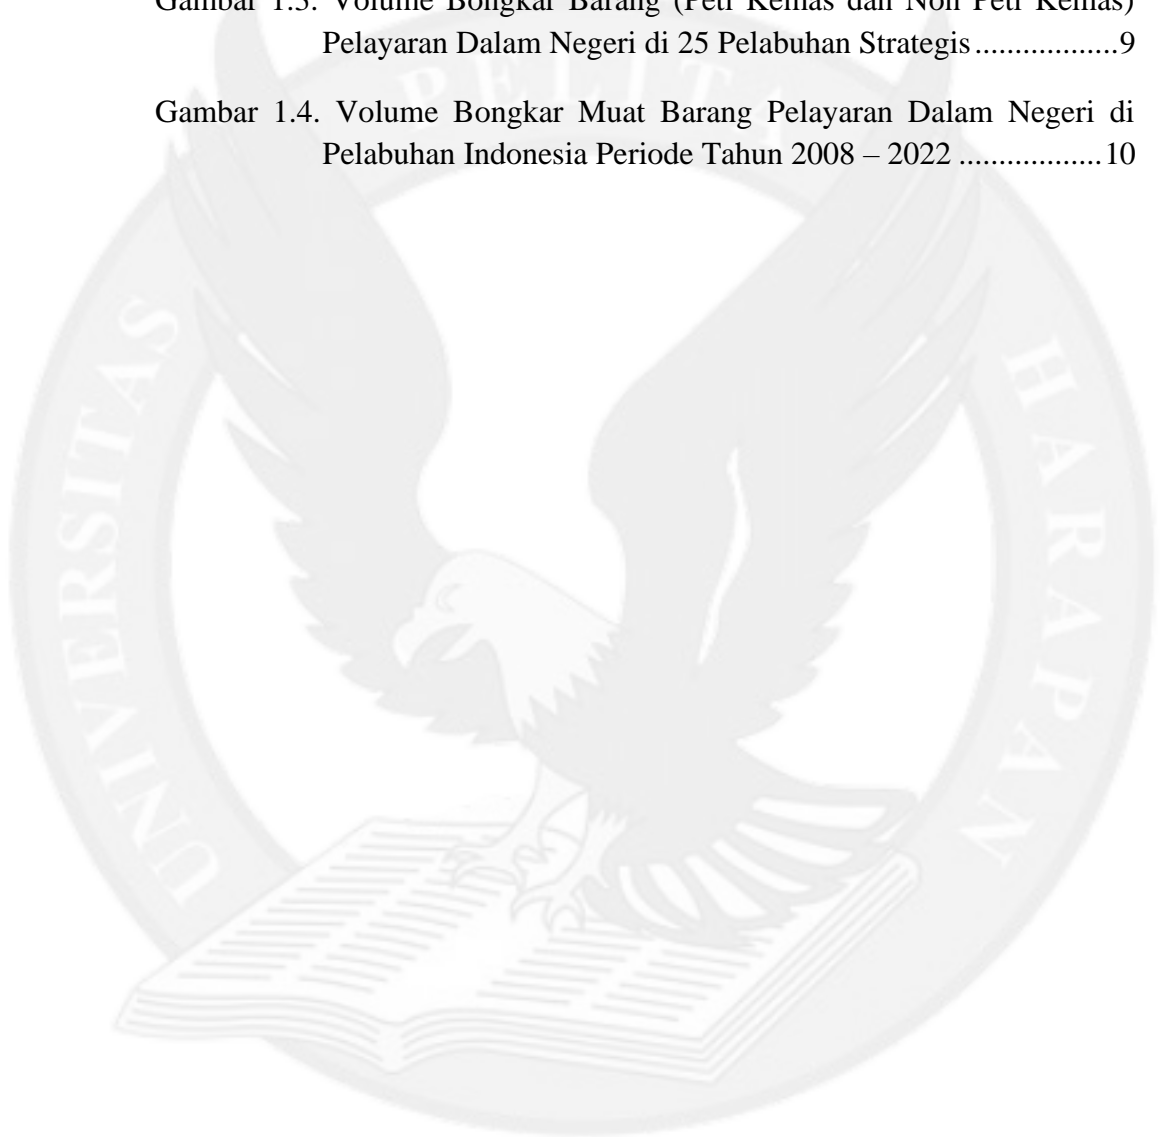 Gambar 1.3. Volume Bongkar Barang (Peti Kemas dan Non Peti Kemas)
Pelayaran Dalam Negeri di 25 Pelabuhan Strategis..................9
Gambar 1.4. Volume Bongkar Muat Barang Pelayaran Dalam Negeri di
Pelabuhan Indonesia Periode Tahun 2008 – 2022..................10
UNIVERSITAS
PELITA
HARAPAN